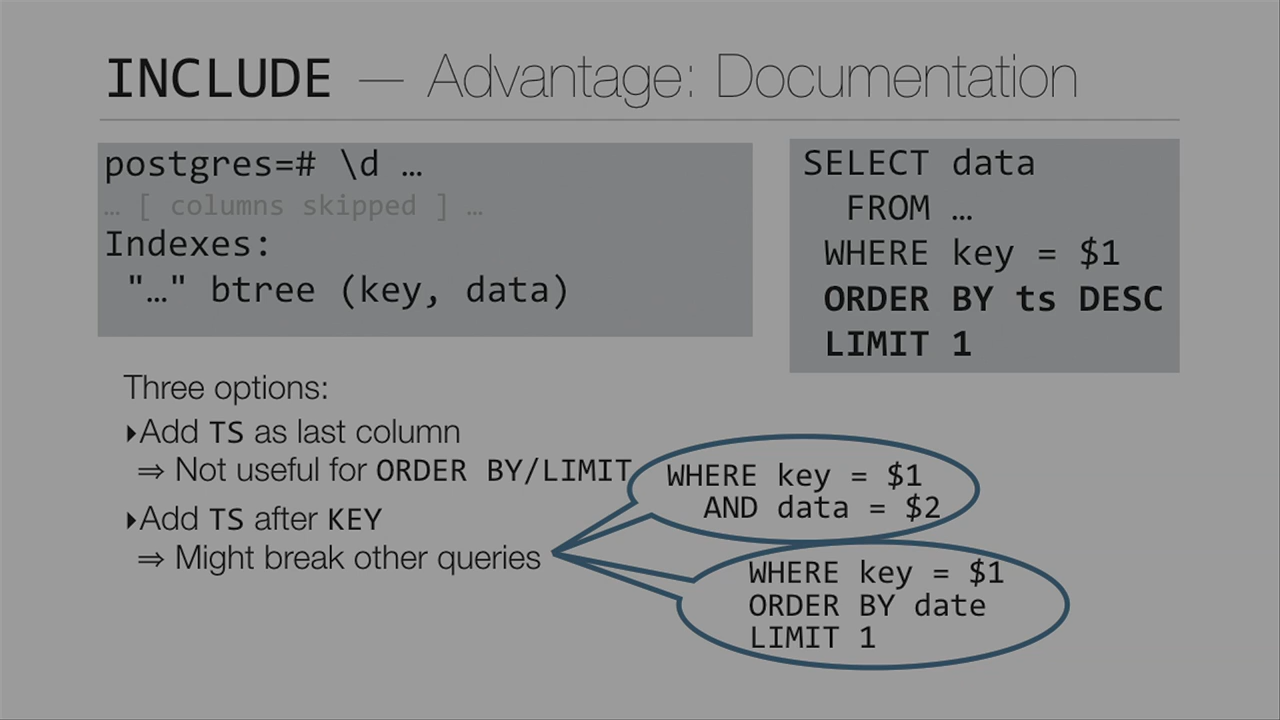 INCLUDE — Advantage: Documentation
postgres=# \d …
… [ columns skipped ] …
Indexes:
"…" btree (key, data)
SELECT data
FROM …
WHERE key = $1
ORDER BY ts DESC
LIMIT 1
Three options:
‣Add TS as last column
⇒ Not useful for ORDER BY/LIMIT
‣Add TS after KEY
⇒ Might break other queries
WHERE key = $1
AND data = $2
WHERE key = $1
ORDER BY date
LIMIT 1